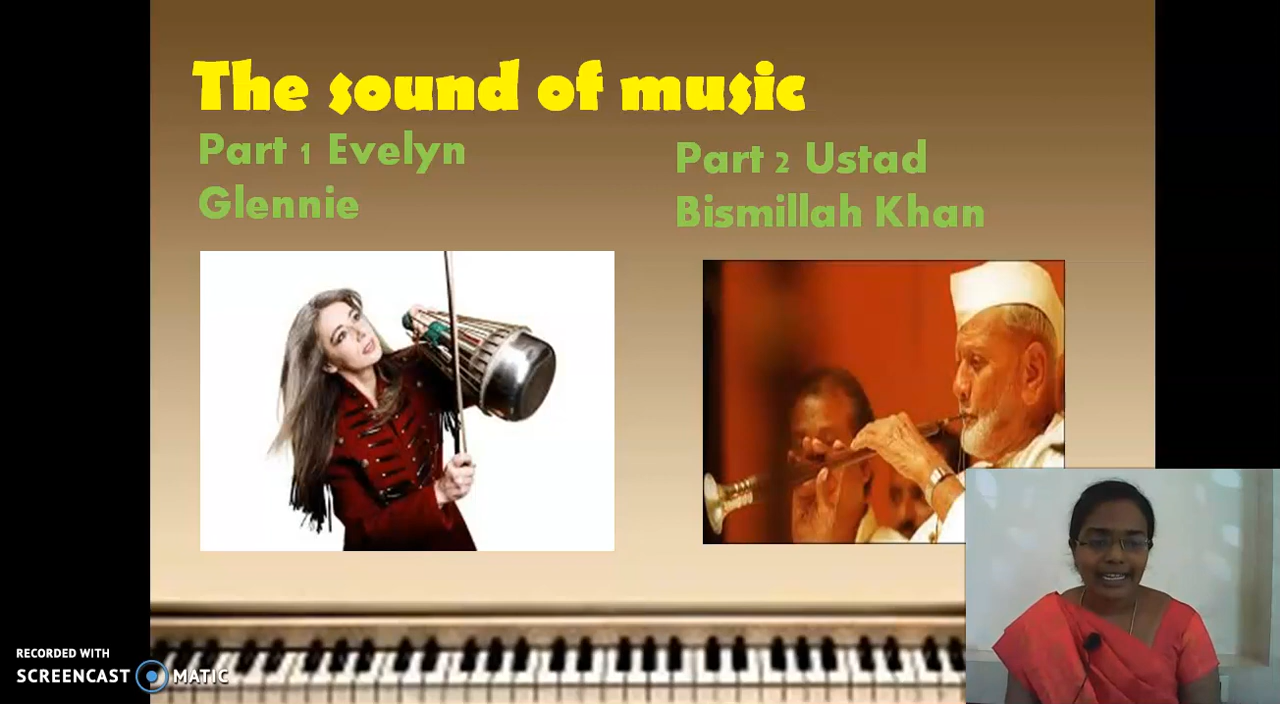 The sound of music
Part 1 Evelyn
Glennie
Part 2 Ustad
Bismillah Khan
RECORDED WITH
SCREENCAST MATIC